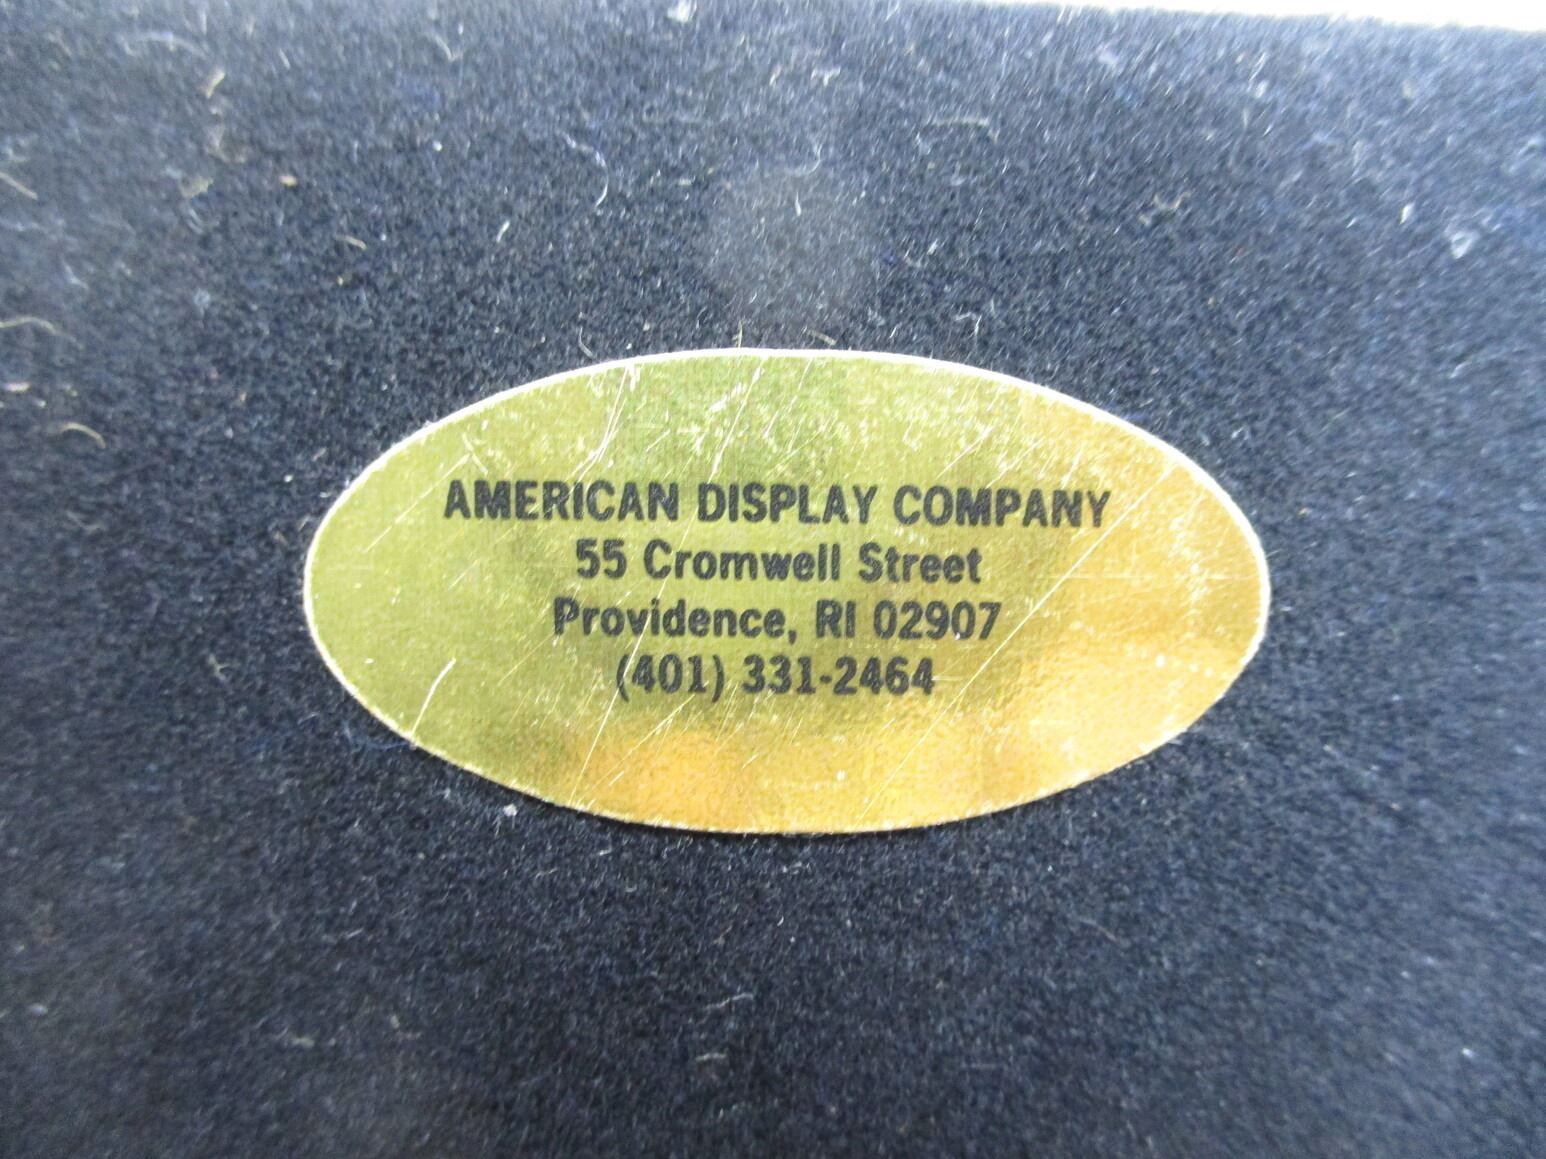 AMERICAN DISPLAY COMPANY
55 Cromwell Street
Providence, RI 02907
(401) 331-2464